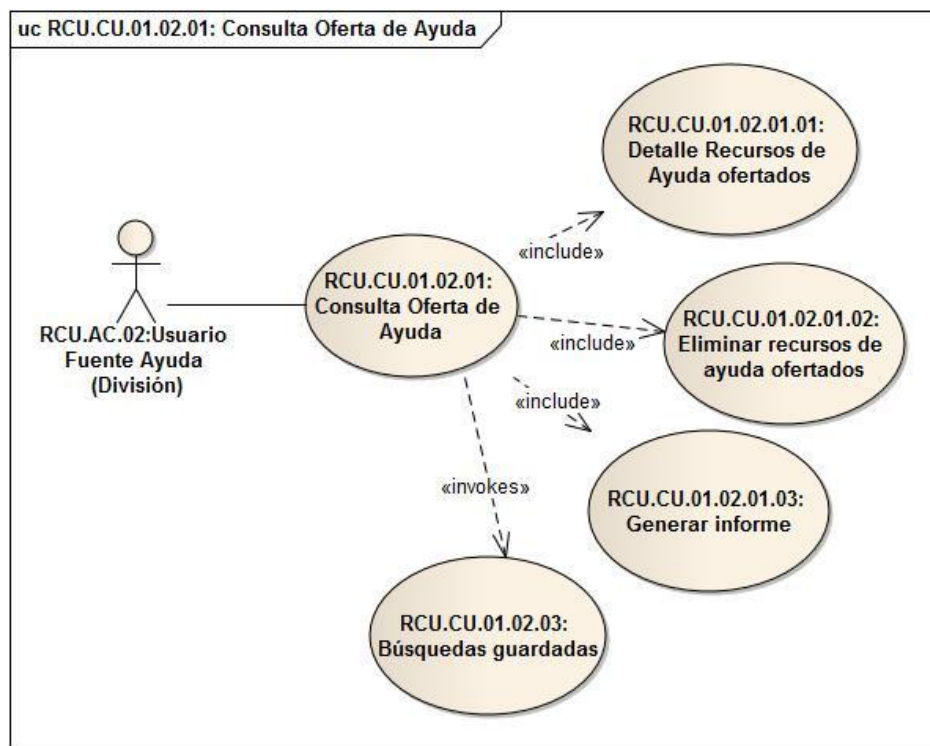 uc RCU.CU.01.02.01: Consulta Oferta de Ayuda
RCU.CU.01.02.01.01:
Detalle Recursos de
Ayuda ofertados
«include»
RCU.AC.02:Usuario
Fuente Ayuda
(División)
RCU.CU.01.02.01:
Consulta Oferta de
Ayuda
«include»
RCU.CU.01.02.01.02:
Eliminar recursos de
ayuda ofertados
«include»
RCU.CU.01.02.01.03:
Generar informe
«invokes»
RCU.CU.01.02.03:
Búsquedas guardadas